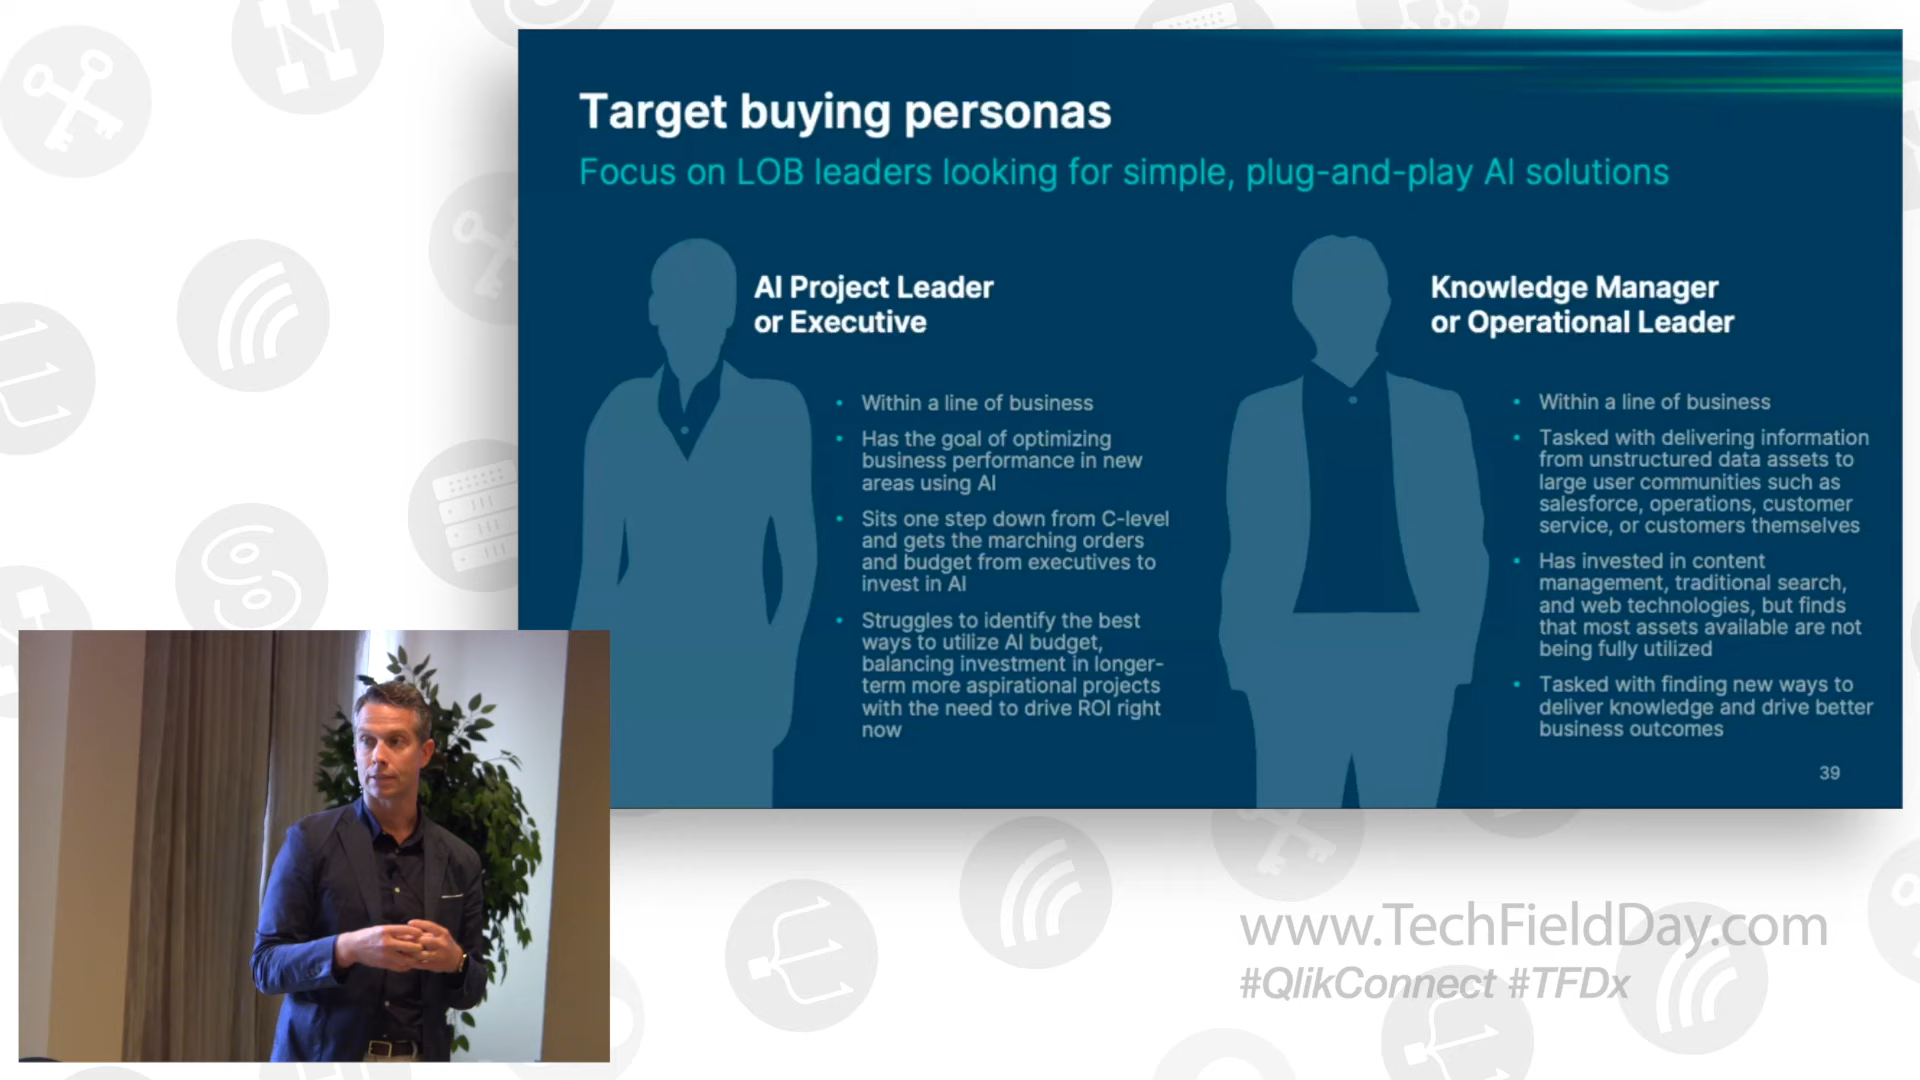 Target buying personas
Focus on LOB leaders looking for simple, plug-and-play AI solutions
AI Project Leader
or Executive
• Within a line of business
• Has the goal of optimizing
business performance in new
areas using AI
• Sits one step down from C-level
and gets the marching orders
and budget from executives to
invest in AI
• Struggles to identify the best
ways to utilize AI budget,
balancing investment in longer-
term more aspirational projects
with the need to drive ROI right
now
Knowledge Manager
or Operational Leader
• Within a line of business
• Tasked with delivering information
from unstructured data assets to
large user communities such as
salesforce, operations, customer
service, or customers themselves
• Has invested in content
management, traditional search,
and web technologies, but finds
that most assets available are not
being fully utilized
• Tasked with finding new ways to
deliver knowledge and drive better
business outcomes
39
www.TechFieldDay.com
#QlikConnect #TFDx